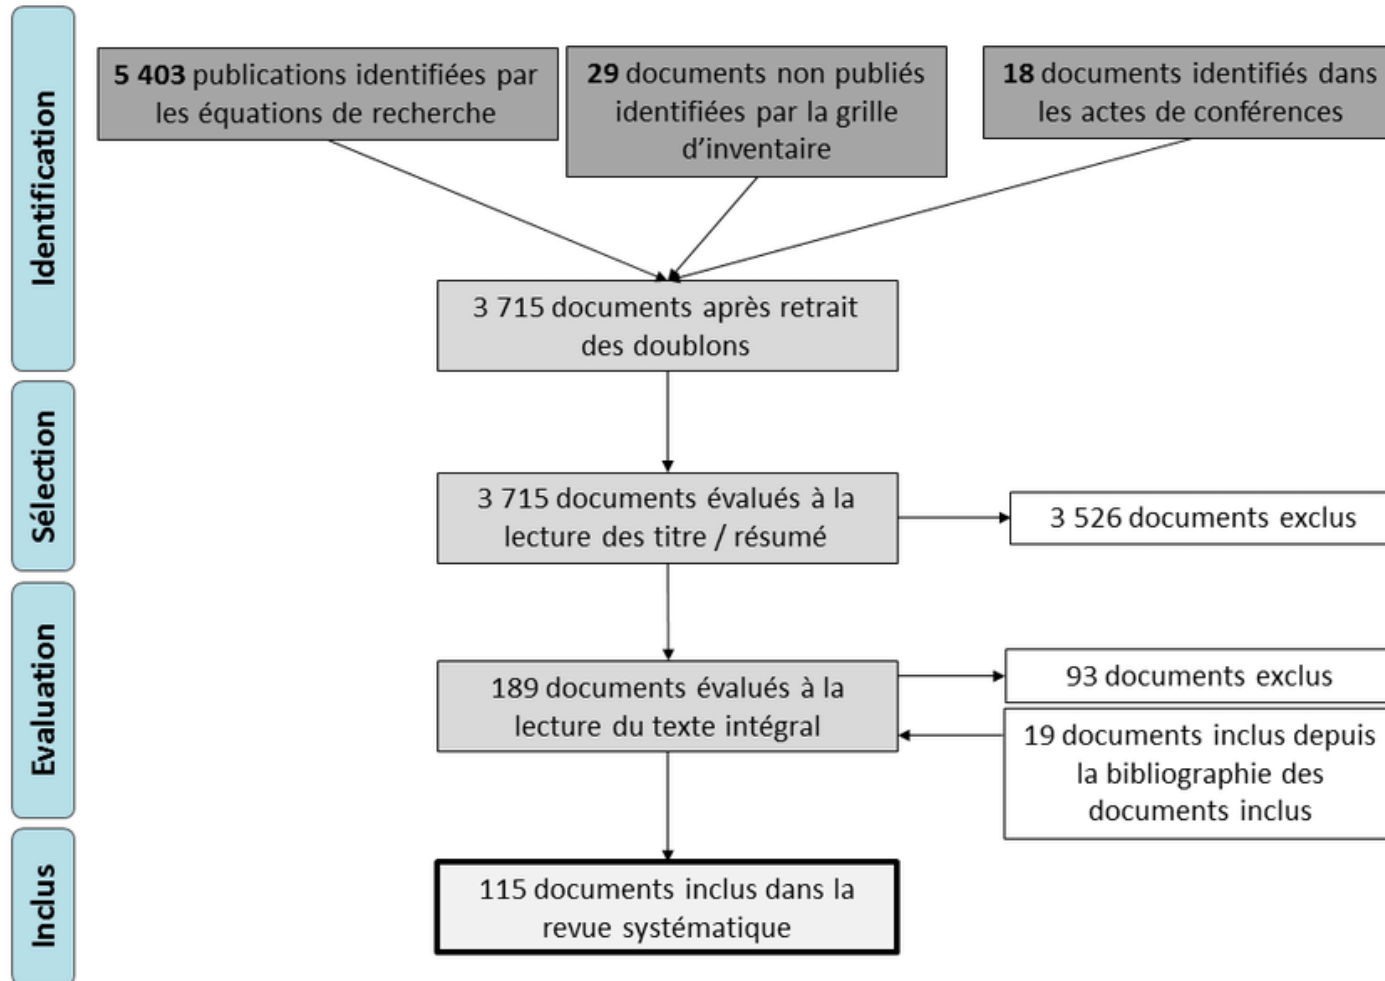 Identification
5 403 publications identifiées par
les équations de recherche
29 documents non publiés
identifiées par la grille
d'inventaire
18 documents identifiés dans
les actes de conférences
3 715 documents après retrait
des doublons
Sélection
3 715 documents évalués à la
lecture des titre / résumé
3 526 documents exclus
Evaluation
189 documents évalués à la
lecture du texte intégral
93 documents exclus
19 documents inclus depuis
la bibliographie des
documents inclus
Inclus
115 documents inclus dans la
revue systématique